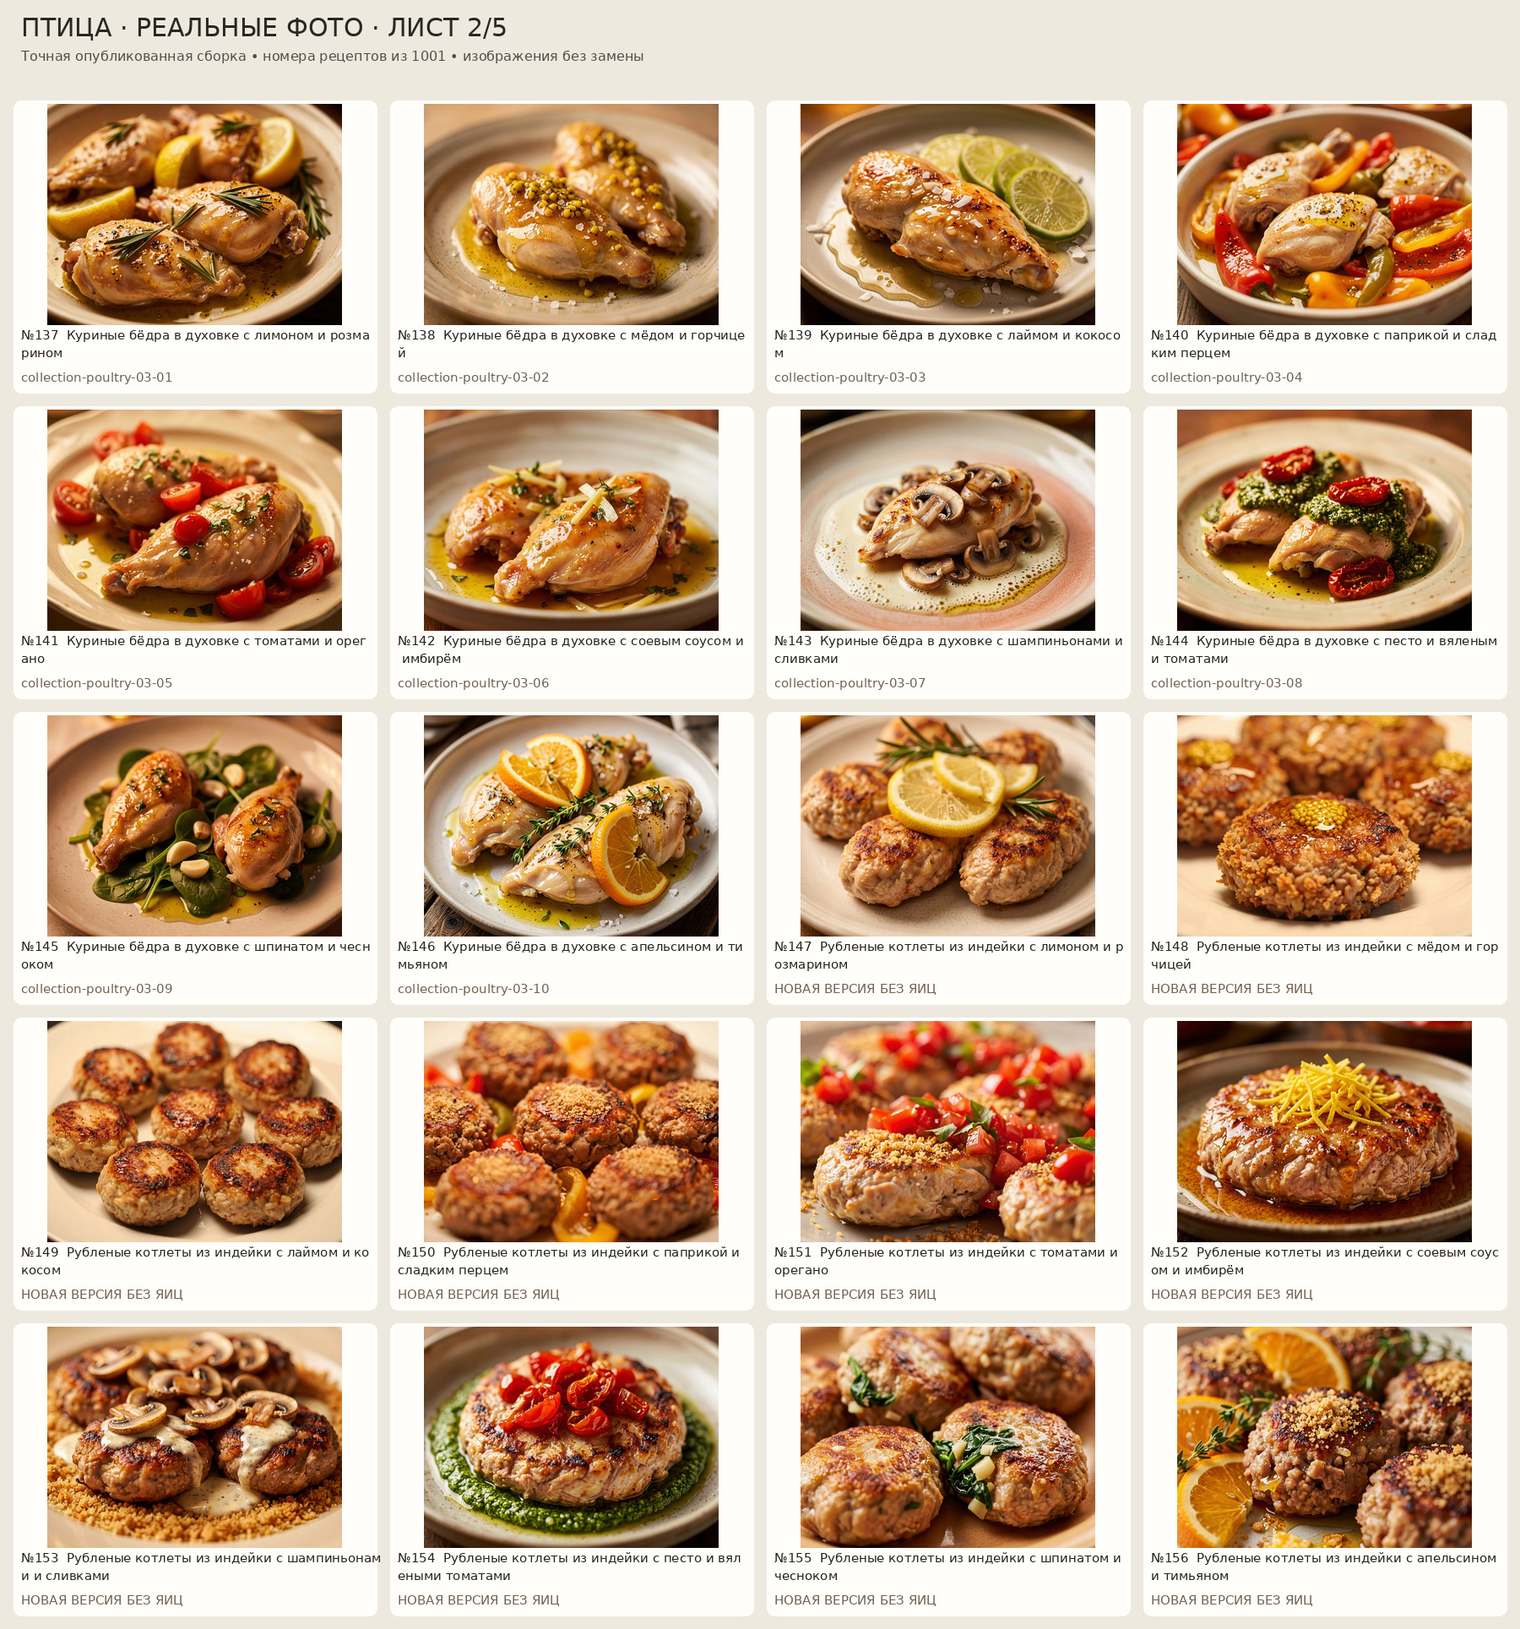 ПТИЦА · РЕАЛЬНЫЕ ФОТО · ЛИСТ 2/5
Точная опубликованная сборка • номера рецептов из 1001 • изображения без замены
№137 Куриные бёдра в духовке с лимоном и розма
рином
collection-poultry-03-01
№138 Куриные бёдра в духовке с мёдом и горчице
й
collection-poultry-03-02
№139 Куриные бёдра в духовке с лаймом и кокосо
м
collection-poultry-03-03
№140 Куриные бёдра в духовке с паприкой и слад
ким перцем
collection-poultry-03-04
№141 Куриные бёдра в духовке с томатами и орег
ано
collection-poultry-03-05
№142 Куриные бёдра в духовке с соевым соусом и
имбирём
collection-poultry-03-06
№143 Куриные бёдра в духовке с шампиньонами и
сливками
collection-poultry-03-07
№144 Куриные бёдра в духовке с песто и вяленым
и томатами
collection-poultry-03-08
№145 Куриные бёдра в духовке с шпинатом и чесн
оком
collection-poultry-03-09
№146 Куриные бёдра в духовке с апельсином и ти
мьяном
collection-poultry-03-10
№147 Рубленые котлеты из индейки с лимоном и р
озмарином
НОВАЯ ВЕРСИЯ БЕЗ ЯИЦ
№148 Рубленые котлеты из индейки с мёдом и гор
чицей
НОВАЯ ВЕРСИЯ БЕЗ ЯИЦ
№149 Рубленые котлеты из индейки с лаймом и ко
косом
НОВАЯ ВЕРСИЯ БЕЗ ЯИЦ
№150 Рубленые котлеты из индейки с паприкой и
сладким перцем
НОВАЯ ВЕРСИЯ БЕЗ ЯИЦ
№151 Рубленые котлеты из индейки с томатами и
орегано
НОВАЯ ВЕРСИЯ БЕЗ ЯИЦ
№152 Рубленые котлеты из индейки с соевым соус
ом и имбирём
НОВАЯ ВЕРСИЯ БЕЗ ЯИЦ
№153 Рубленые котлеты из индейки с шампиньонам
и и сливками
НОВАЯ ВЕРСИЯ БЕЗ ЯИЦ
№154 Рубленые котлеты из индейки с песто и вял
еными томатами
НОВАЯ ВЕРСИЯ БЕЗ ЯИЦ
№155 Рубленые котлеты из индейки с шпинатом и
чесноком
НОВАЯ ВЕРСИЯ БЕЗ ЯИЦ
№156 Рубленые котлеты из индейки с апельсином
и тимьяном
НОВАЯ ВЕРСИЯ БЕЗ ЯИЦ